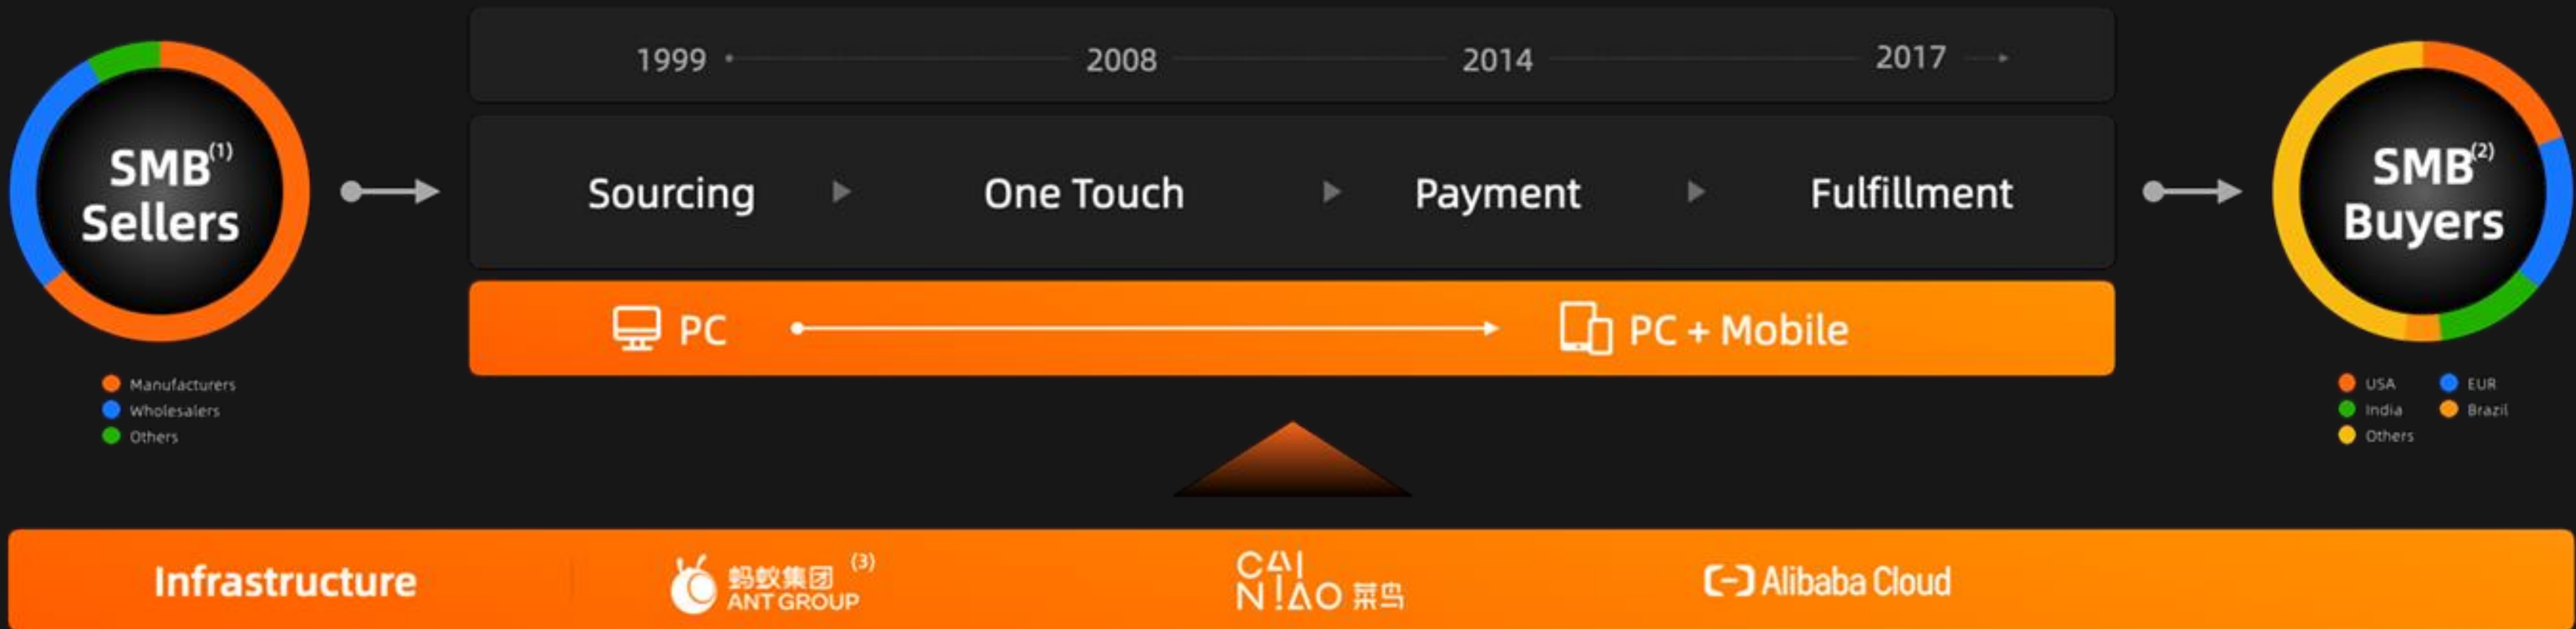 1999
2008
2014
2017
SMB(1)
Sellers
Sourcing
One Touch
Payment
Fulfillment
SMB(2)
Buyers
PC
PC + Mobile
Manufacturers
Wholesalers
Others
USA
EUR
India
Brazil
Others
Infrastructure
蚂蚁集团 (3)
ANT GROUP
CAI
NIAO 菜鸟
Alibaba Cloud